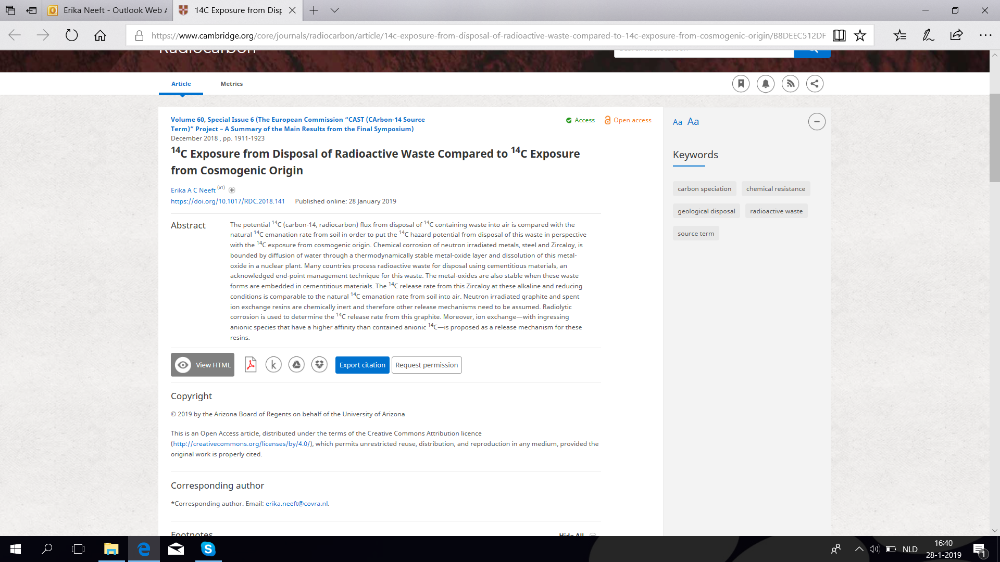 Erika Neeft - Outlook Web A
14C Exposure from Disp
https://www.cambridge.org/core/journals/radiocarbon/article/14c-exposure-from-disposal-of-radioactive-waste-compared-to-14c-exposure-from-cosmogenic-origin/B8DEEC512DF
Radiocarbon
Search Radiocarbon
Article
Metrics
Volume 60, Special Issue 6 (The European Commission “CAST (CArbon-14 Source
Term)” Project – A Summary of the Main Results from the Final Symposium)
December 2018 , pp. 1911-1923
Access
Open access
14C Exposure from Disposal of Radioactive Waste Compared to 14C Exposure
from Cosmogenic Origin
Erika A C Neeft (a1)
https://doi.org/10.1017/RDC.2018.141 Published online: 28 January 2019
Abstract
The potential 14C (carbon-14, radiocarbon) flux from disposal of 14C containing waste into air is compared with the
natural 14C emanation rate from soil in order to put the 14C hazard potential from disposal of this waste in perspective
with the 14C exposure from cosmogenic origin. Chemical corrosion of neutron irradiated metals, steel and Zircaloy, is
bounded by diffusion of water through a thermodynamically stable metal-oxide layer and dissolution of this metal-
oxide in a nuclear plant. Many countries process radioactive waste for disposal using cementitious materials, an
acknowledged end-point management technique for this waste. The metal-oxides are also stable when these waste
forms are embedded in cementitious materials. The 14C release rate from this Zircaloy at these alkaline and reducing
conditions is comparable to the natural 14C emanation rate from soil into air. Neutron irradiated graphite and spent
ion exchange resins are chemically inert and therefore other release mechanisms need to be assumed. Radiolytic
corrosion is used to determine the 14C release rate from this graphite. Moreover, ion exchange—with ingressing
anionic species that have a higher affinity than contained anionic 14C—is proposed as a release mechanism for these
resins.
View HTML
k
Export citation
Request permission
Copyright
© 2019 by the Arizona Board of Regents on behalf of the University of Arizona
This is an Open Access article, distributed under the terms of the Creative Commons Attribution licence
(http://creativecommons.org/licenses/by/4.0/), which permits unrestricted reuse, distribution, and reproduction in any medium, provided the
original work is properly cited.
Corresponding author
*Corresponding author. Email: erika.neeft@covra.nl.
Footnotes
Hide All
Aa Aa
Keywords
carbon speciation
chemical resistance
geological disposal
radioactive waste
source term
NLD
16:40
28-1-2019
1